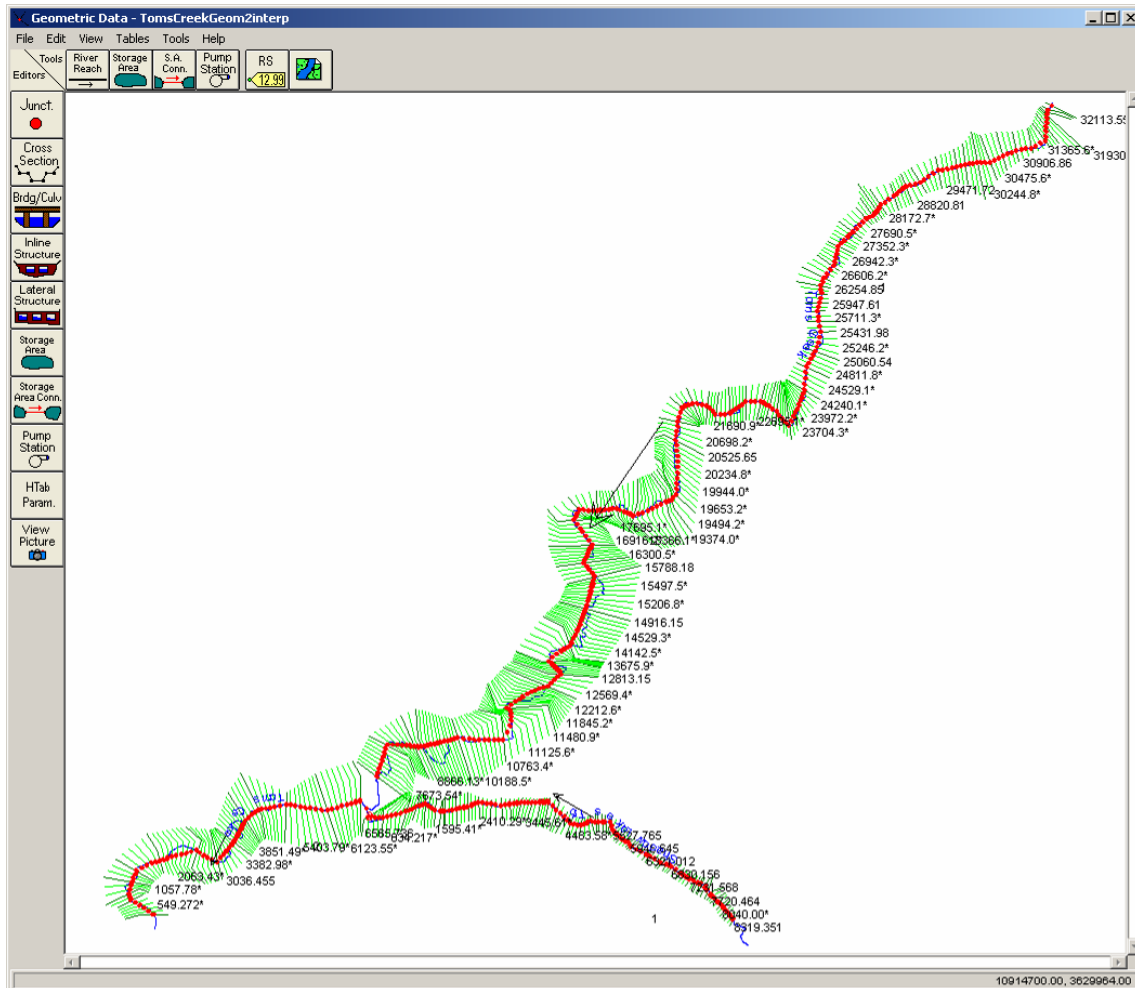 Geometric Data - TomsCreekGeom2interp
File Edit View Tables Tools Help
Tools
Editors
River
Reach
Storage
Area
S.A.
Conn.
Pump
Station
RS
12.99
Junct.
Cross
Section
Brdg/Culv
Inline
Structure
Lateral
Structure
Storage
Area
Storage
Area Conn.
Pump
Station
HTab
Param.
View
Picture
32113.55
31930
31365.6*
30906.86
30475.6*
30244.8*
29471.72
28820.81
28172.7*
27690.5*
27352.3*
26942.3*
26606.2*
26254.85
25947.61
25711.3*
25431.98
25246.2*
25060.54
24811.8*
24529.1*
24240.1*
23972.2*
23704.3*
21690.9*
20698.2*
20525.65
20234.8*
19944.0*
19653.2*
19494.2*
19374.0*
17695.1*
16300.5*
15788.18
15497.5*
15206.8*
14916.15
14529.3*
14142.5*
13675.9*
12813.15
12569.4*
12212.6*
11845.2*
11480.9*
11125.6*
10763.4*
10188.5*
8866.13*
7673.54*
6123.55*
5403.79*
3851.49*
3382.98*
3036.455
2063.43*
1057.78*
549.272*
634.217*
1595.41*
2410.29*
3445.61*
4463.58*
8319.351
1
10914700.00, 3629964.00